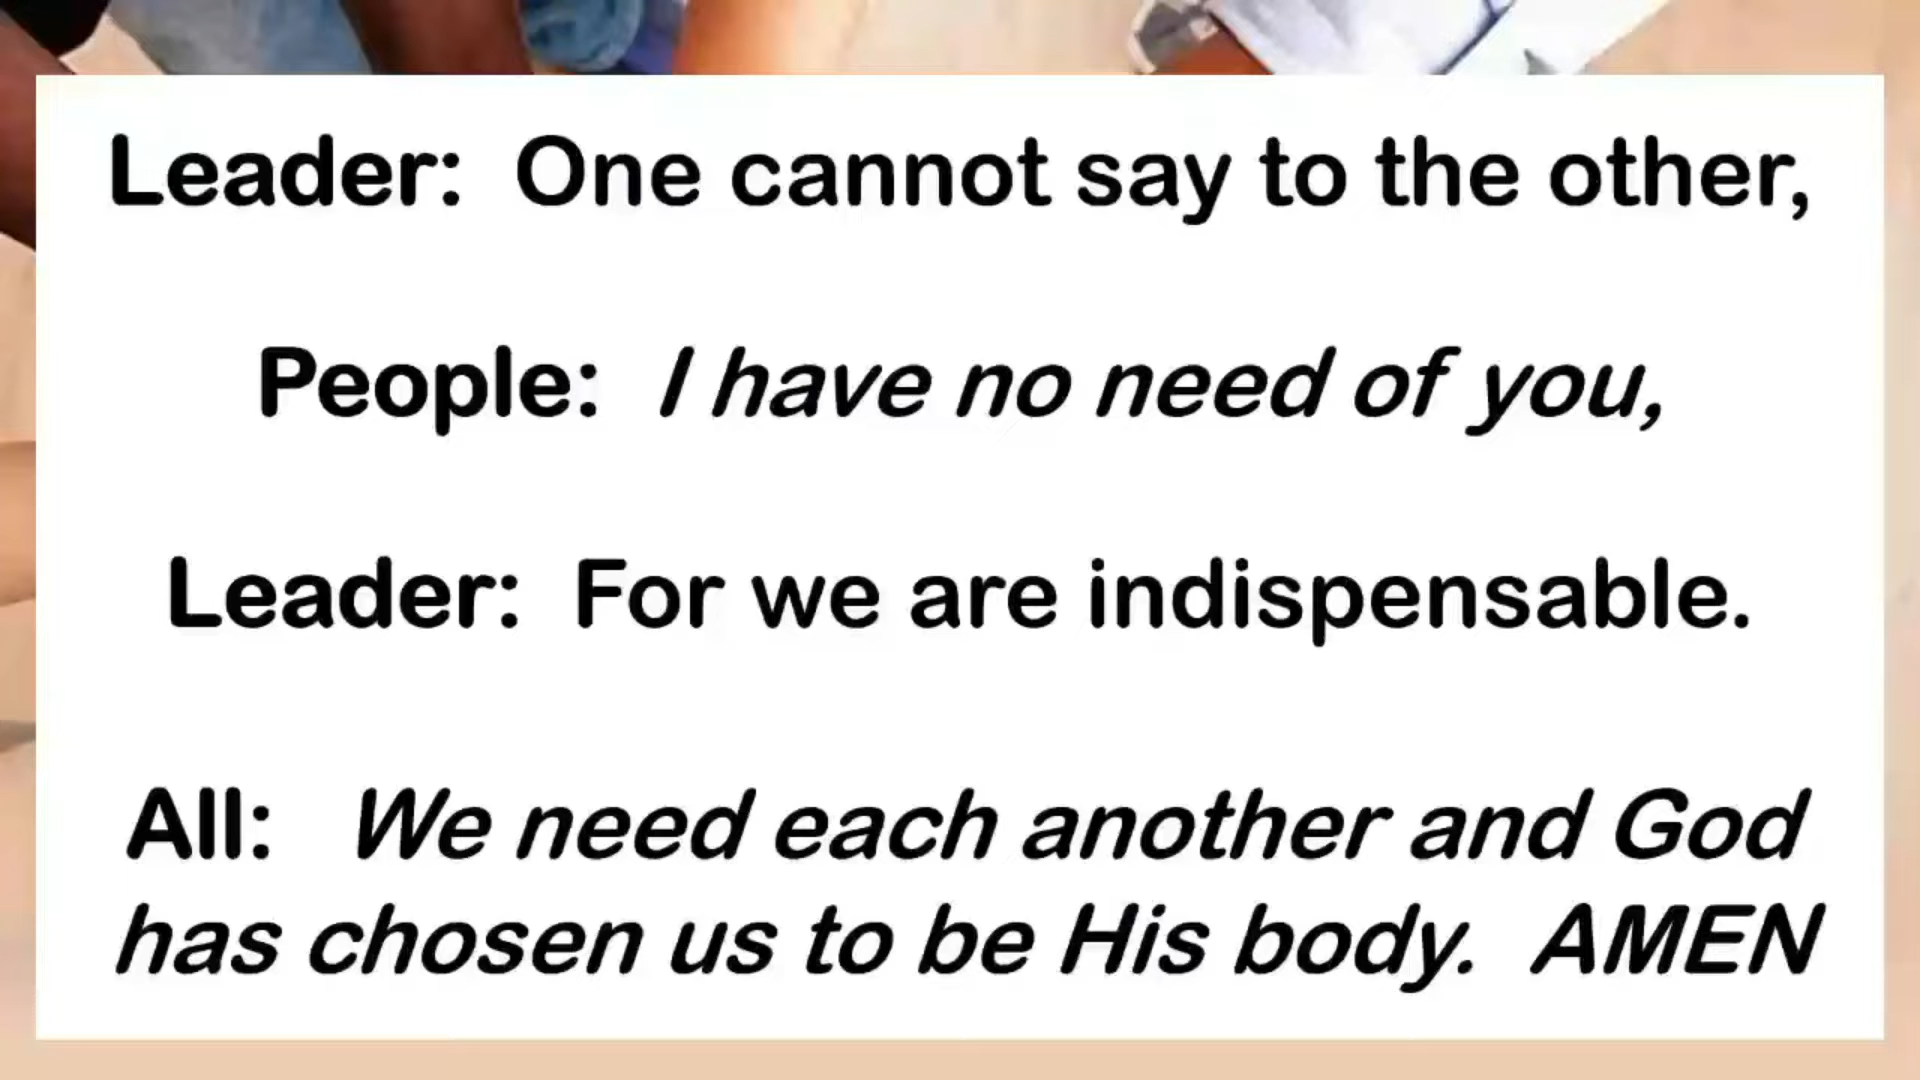 Leader: One cannot say to the other,
People: I have no need of you,
Leader: For we are indispensable.
All: We need each another and God
has chosen us to be His body. AMEN